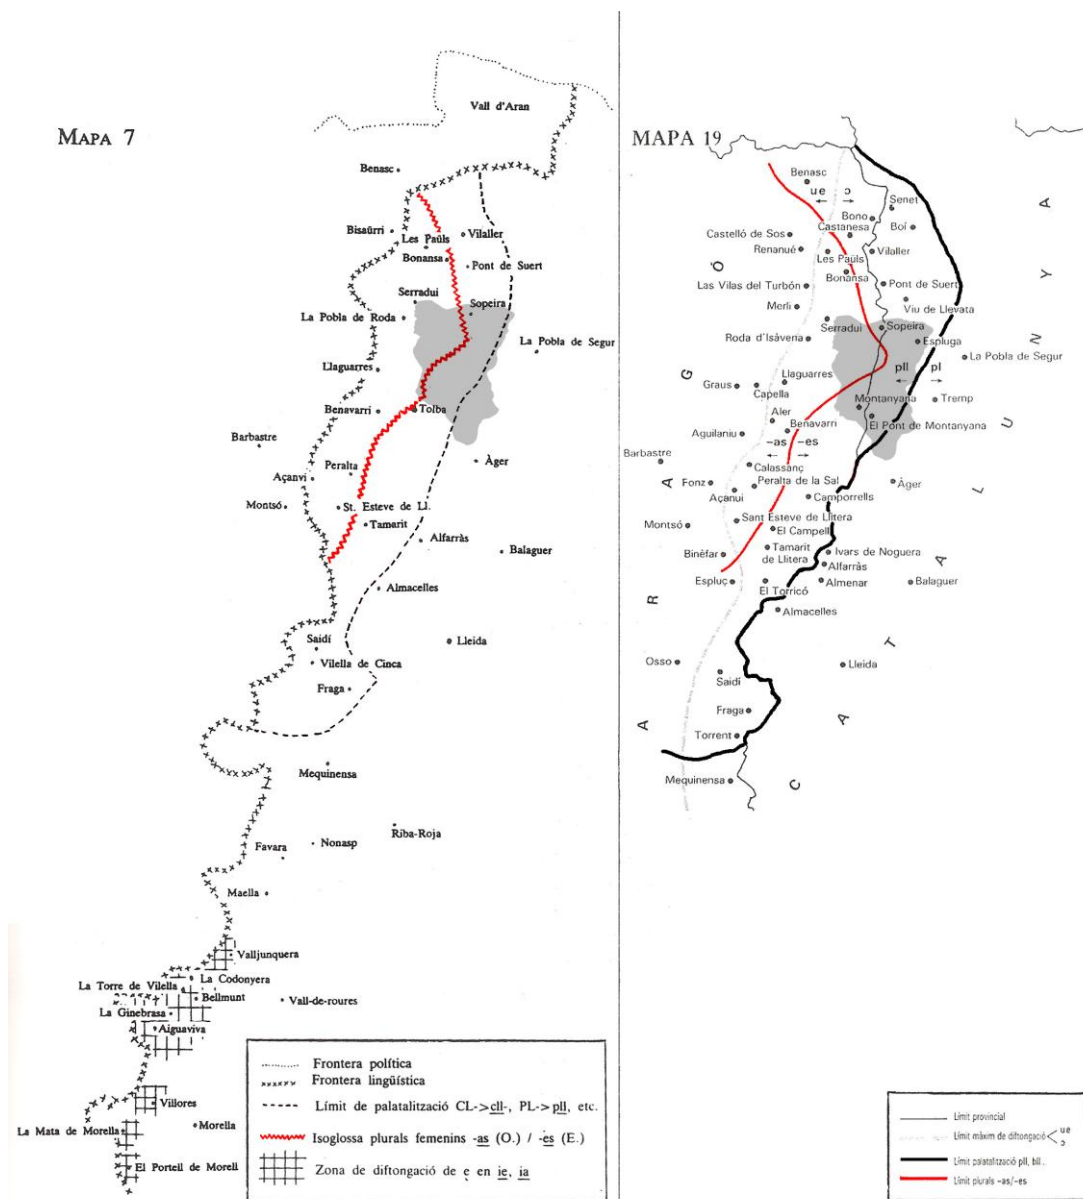 MAPA 7
Vall d'Aran
Benasc
Bisaürri
Les Paüls
Vilaller
Bonansa
Pont de Suert
Serradui
Sopeira
La Pobla de Roda
La Pobla de Segur
Llaguarres
Benavarri
Tolba
Barbastre
Àger
Peralta
Açanvi
Montsó
St. Esteve de Ll.
Tamarit
Alfarràs
Balaguer
Almacelles
Saidí
Lleida
Vilella de Cinca
Fraga
Mequinensa
Riba-Roja
Nonasp
Favara
Maella
Valljunquera
La Codonyera
La Torre de Vilella
Bellmunt
Vall-de-roures
La Ginebrasa
Aiguaviva
Villores
La Mata de Morella
Morella
El Portell de Morell
Frontera política
Frontera lingüística
Límit de palatalització CL->cll-, PL->pll, etc.
Isoglossa plurals femenins -as (O.) / -es (E.)
Zona de diftongació de ẹ en ie, ia
MAPA 19
Benasc
ue ɔ
Senet
Bono
Castanesa
Boí
Castelló de Sos
Renanué
Les Paüls
Vilaller
Bonansa
Las Vilas del Turbón
Pont de Suert
Merli
Viu de Llevata
Serradui
Sopeira
Roda d'Isàvena
Espluga
La Pobla de Segur
pll pl
Llaguarres
Graus
Capella
Montanyana
Tremp
Aler
El Pont de Montanyana
Aguilaniu
Benavarri
-as -es
Barbastre
Calassanç
Fonz
Peralta de la Sal
Àger
Açanui
Camporrells
Montsó
Sant Esteve de Llitera
El Campell
Binèfar
Tamarit
de Llitera
Ivars de Noguera
Alfarràs
Espluç
El Torricó
Almenar
Balaguer
Almacelles
Osso
Lleida
Saidí
Fraga
Torrent
Mequinensa
ARAGÓ
CATALUNYA
Límit provincial
Límit màxim de diftongació ue
ɔ
Límit palatalització pll, bll..
Límit plurals -as/-es